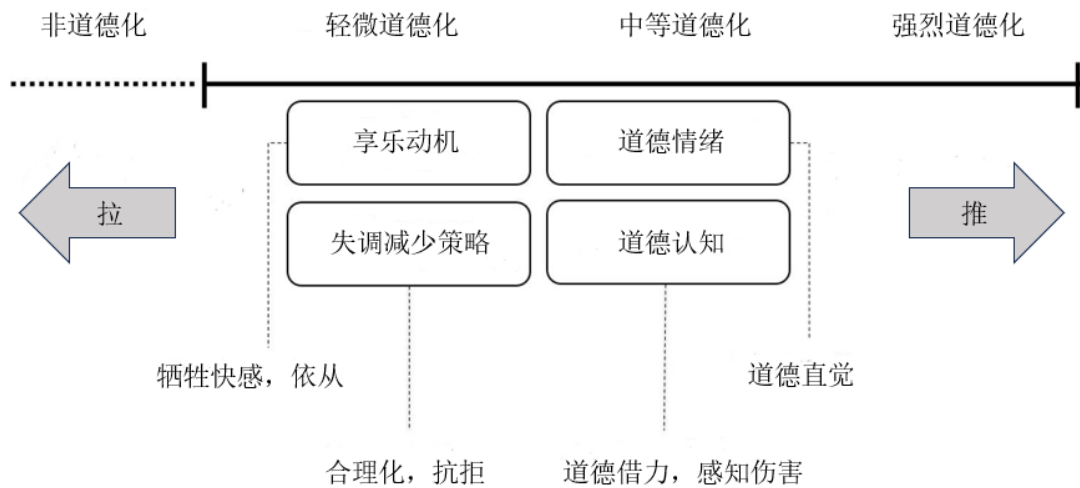 非道德化
轻微道德化
中等道德化
强烈道德化
享乐动机
道德情绪
拉
推
失调减少策略
道德认知
牺牲快感，依从
道德直觉
合理化，抗拒
道德借力，感知伤害